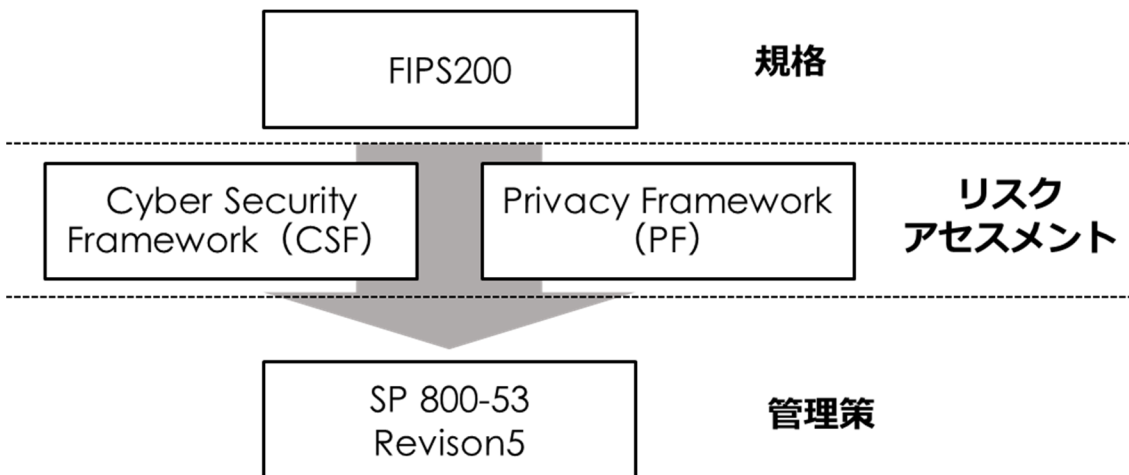 FIPS200
規格
Cyber Security
Framework（CSF）
Privacy Framework
（PF）
リスク
アセスメント
SP 800-53
Revison5
管理策